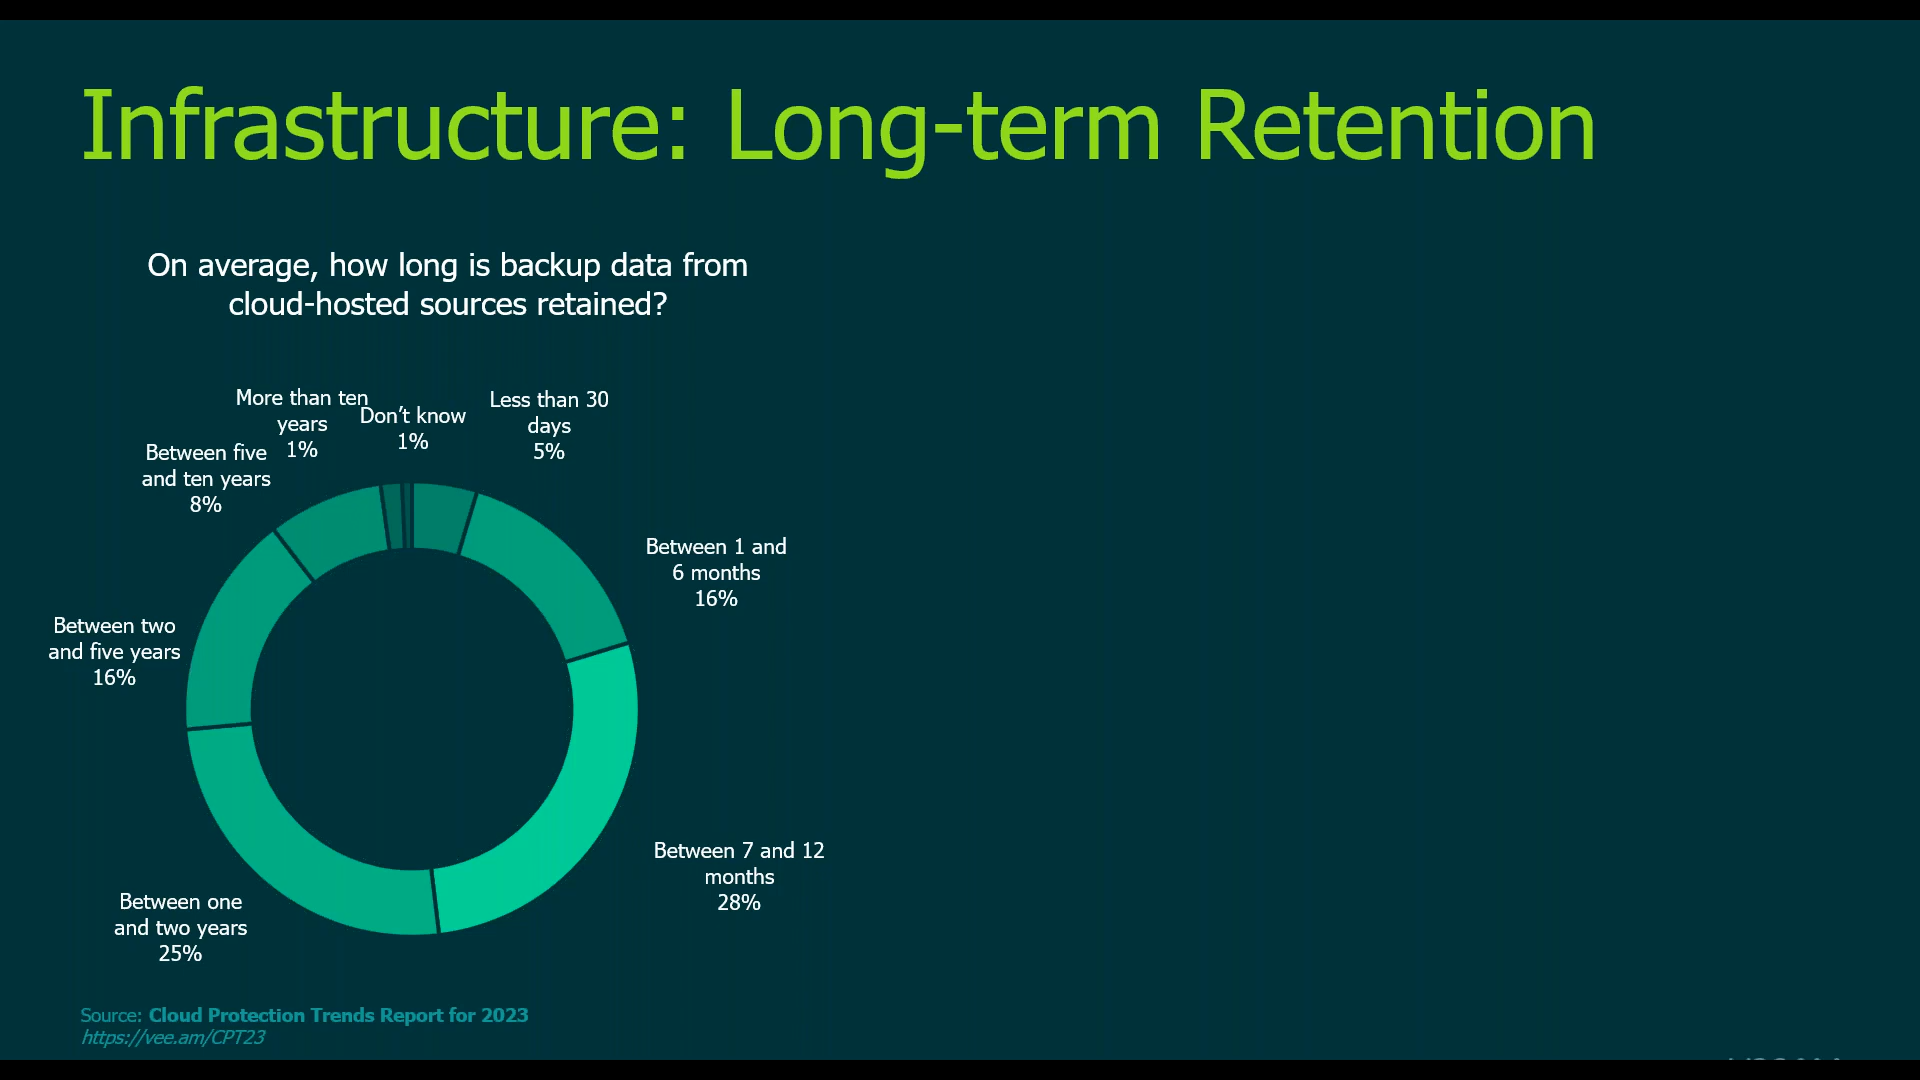 Infrastructure: Long-term Retention
On average, how long is backup data from
cloud-hosted sources retained?
More than ten
years
1%
Don’t know
1%
Less than 30
days
5%
Between five
and ten years
8%
Between 1 and
6 months
16%
Between two
and five years
16%
Between 7 and 12
months
28%
Between one
and two years
25%
Source: Cloud Protection Trends Report for 2023
https://vee.am/CPT23